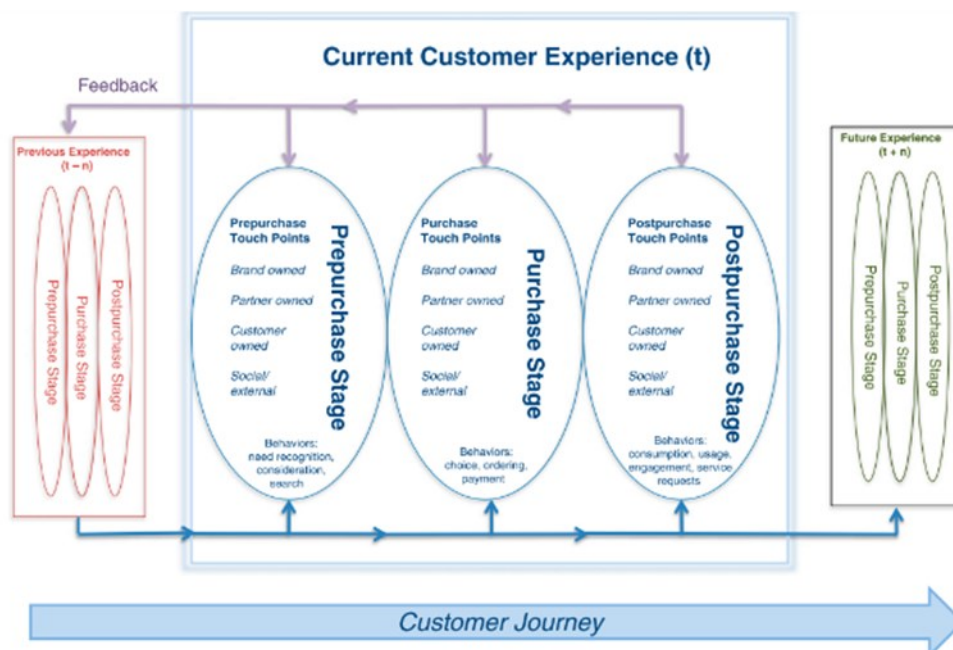 Current Customer Experience (t)
Feedback
Previous Experience
(t – n)
Prepurchase Stage
Purchase Stage
Postpurchase Stage
Prepurchase
Touch Points
Brand owned
Partner owned
Customer
owned
Social/
external
Behaviors:
need recognition,
consideration,
search
Prepurchase Stage
Purchase
Touch Points
Brand owned
Partner owned
Customer
owned
Social/
external
Behaviors:
choice, ordering,
payment
Purchase Stage
Postpurchase
Touch Points
Brand owned
Partner owned
Customer
owned
Social/
external
Behaviors:
consumption, usage,
engagement, service
requests
Postpurchase Stage
Future Experience
(t + n)
Prepurchase Stage
Purchase Stage
Postpurchase Stage
Customer Journey